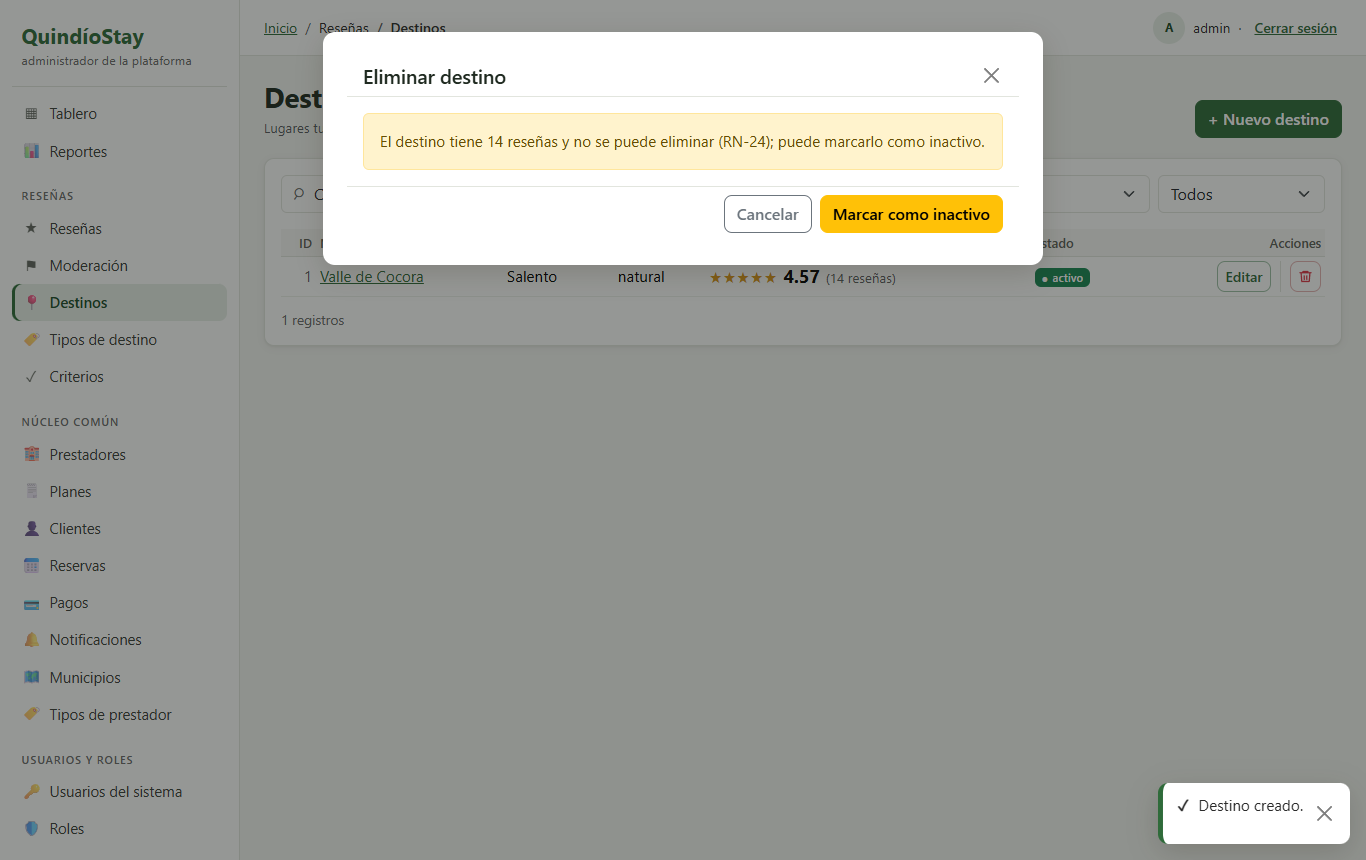 QuindíoStay
administrador de la plataforma
Tablero
Reportes
RESEÑAS
Reseñas
Moderación
Destinos
Tipos de destino
Criterios
NÚCLEO COMÚN
Prestadores
Planes
Clientes
Reservas
Pagos
Notificaciones
Municipios
Tipos de prestador
USUARIOS Y ROLES
Usuarios del sistema
Roles
Inicio / Reseñas / Destinos
A admin · Cerrar sesión
Dest
Lugares tu
+ Nuevo destino
Eliminar destino
El destino tiene 14 reseñas y no se puede eliminar (RN-24); puede marcarlo como inactivo.
Cancelar Marcar como inactivo
Todos
ID stado Acciones
1 Valle de Cocora Salento natural ★★★★★ 4.57 (14 reseñas) ● activo Editar
1 registros
✓ Destino creado.